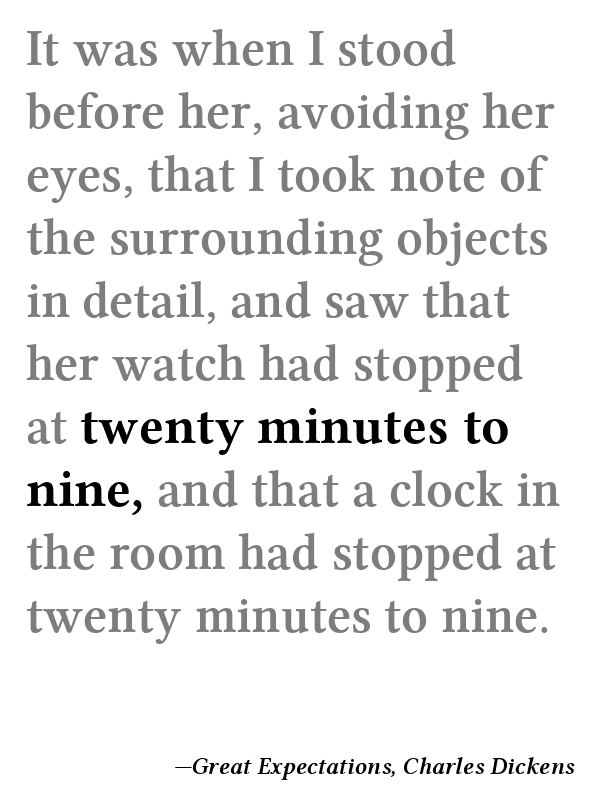 It was when I stood
before her, avoiding her
eyes, that I took note of
the surrounding objects
in detail, and saw that
her watch had stopped
at twenty minutes to
nine, and that a clock in
the room had stopped at
twenty minutes to nine.
—Great Expectations, Charles Dickens